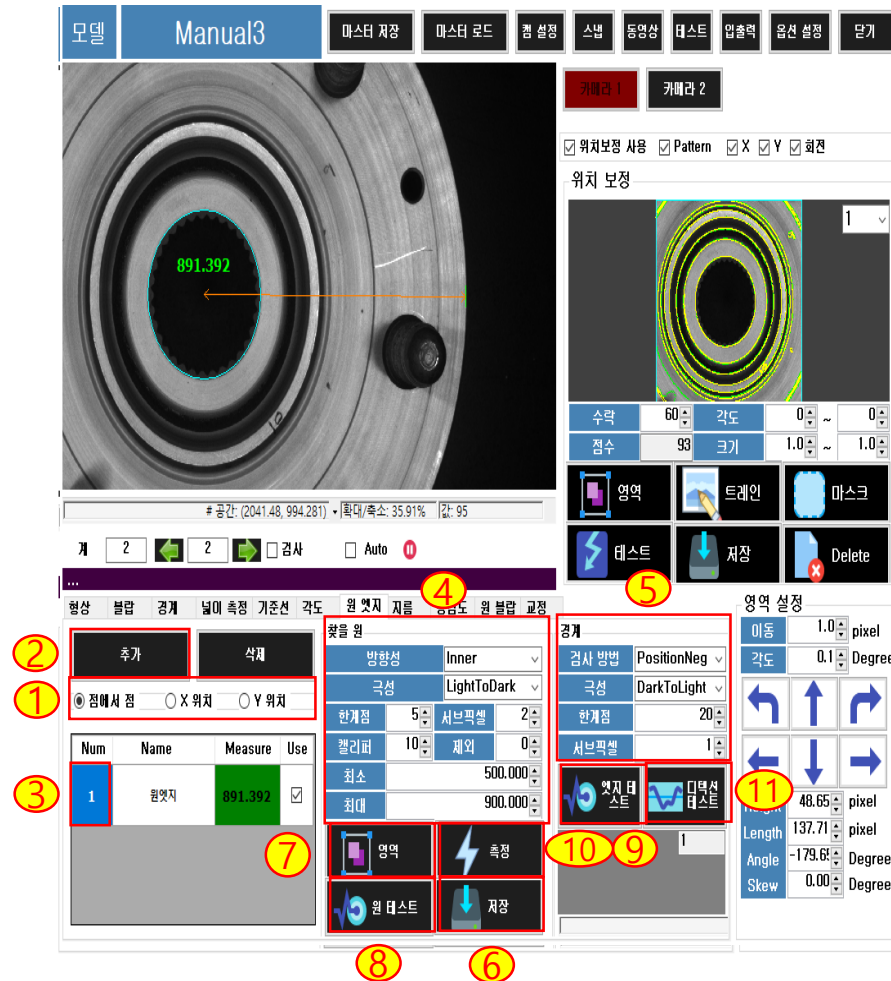 모델 Manual3 마스터 저장 마스터 로드 캠 설정 스냅 동영상 테스트 입출력 옵션 설정 닫기
카메라 1 카메라 2
위치보정 사용 Pattern X Y 회전
위치 보정
1
891.392
수락 60 각도 0 ~ 0
점수 93 크기 1.0 ~ 1.0
영역 트레인 마스크
# 공간: (2041.48, 994.281) 확대/축소: 35.91% 값: 95
계 2 2 검사 Auto
테스트 저장 Delete
...
4 5
형상 블랍 경계 넓이 측정 기준선 각도 원 엣지 지름 원 블랍 교정
영역 설정
찾을 원
경계
이동 1.0 pixel
2 추가 삭제
방향성 Inner
검사 방법 PositionNeg
각도 0.1 Degree
극성 LightToDark
극성 DarkToLight
1 점에서 점 X 위치 Y 위치
한계점 5 서브픽셀 2
한계점 20
캘리퍼 10 제외 0
서브픽셀 1
Num Name Measure Use
최소 500.000
최대 900.000
3 1 원엣지 891.392
엣지 테스트 디텍션 테스트
11
48.65 pixel
Length 137.71 pixel
Angle Degree
Skew 0.00 Degree
7 영역 측정
10 9 1
원 테스트 저장
8 6